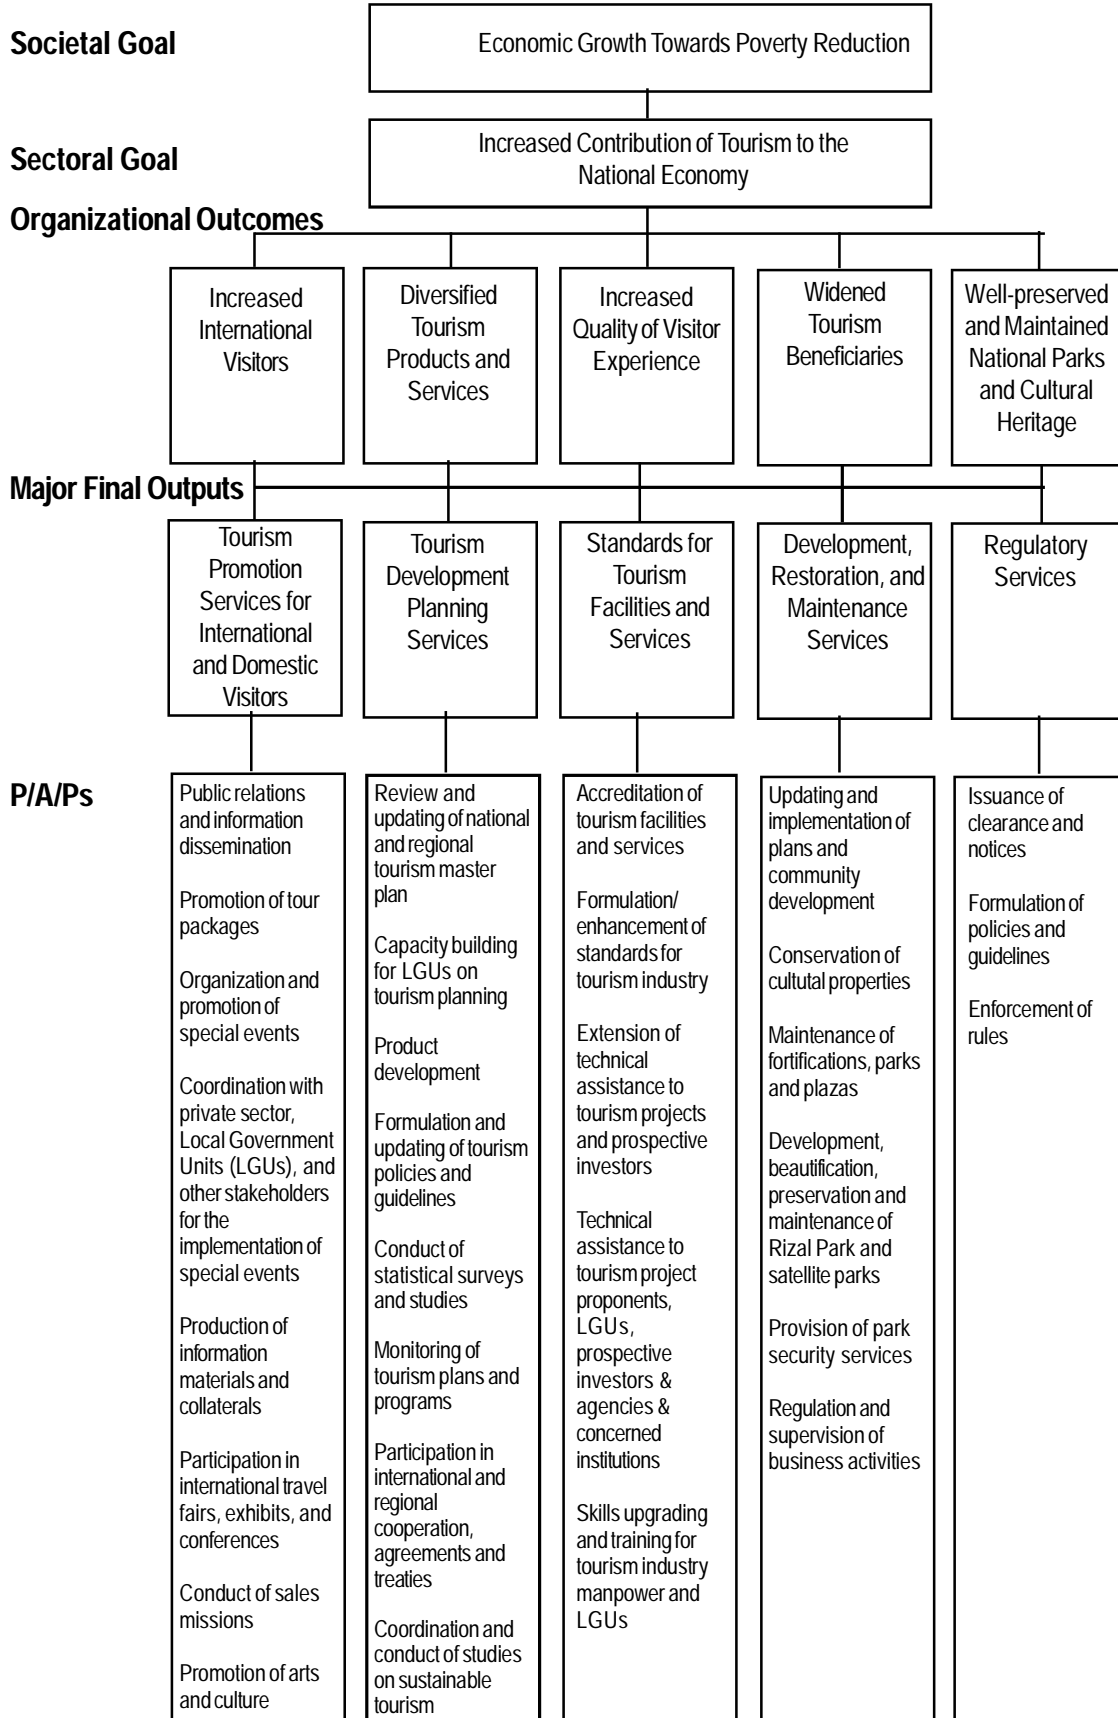 Societal Goal
Economic Growth Towards Poverty Reduction
Sectoral Goal
Increased Contribution of Tourism to the
National Economy
Organizational Outcomes
Increased
International
Visitors
Diversified
Tourism
Products and
Services
Increased
Quality of Visitor
Experience
Widened
Tourism
Beneficiaries
Well-preserved
and Maintained
National Parks
and Cultural
Heritage
Major Final Outputs
Tourism
Promotion
Services for
International
and Domestic
Visitors
Tourism
Development
Planning
Services
Standards for
Tourism
Facilities and
Services
Development,
Restoration, and
Maintenance
Services
Regulatory
Services
P/A/Ps
Public relations
and information
dissemination
Promotion of tour
packages
Organization and
promotion of
special events
Coordination with
private sector,
Local Government
Units (LGUs), and
other stakeholders
for the
implementation of
special events
Production of
information
materials and
collaterals
Participation in
international travel
fairs, exhibits, and
conferences
Conduct of sales
missions
Promotion of arts
and culture
Review and
updating of national
and regional
tourism master
plan
Capacity building
for LGUs on
tourism planning
Product
development
Formulation and
updating of tourism
policies and
guidelines
Conduct of
statistical surveys
and studies
Monitoring of
tourism plans and
programs
Participation in
international and
regional
cooperation,
agreements and
treaties
Coordination and
conduct of studies
on sustainable
tourism
Accreditation of
tourism facilities
and services
Formulation/
enhancement of
standards for
tourism industry
Extension of
technical
assistance to
tourism projects
and prospective
investors
Technical
assistance to
tourism project
proponents,
LGUs,
prospective
investors &
agencies &
concerned
institutions
Skills upgrading
and training for
tourism industry
manpower and
LGUs
Updating and
implementation of
plans and
community
development
Conservation of
cultutal properties
Maintenance of
fortifications, parks
and plazas
Development,
beautification,
preservation and
maintenance of
Rizal Park and
satellite parks
Provision of park
security services
Regulation and
supervision of
business activities
Issuance of
clearance and
notices
Formulation of
policies and
guidelines
Enforcement of
rules